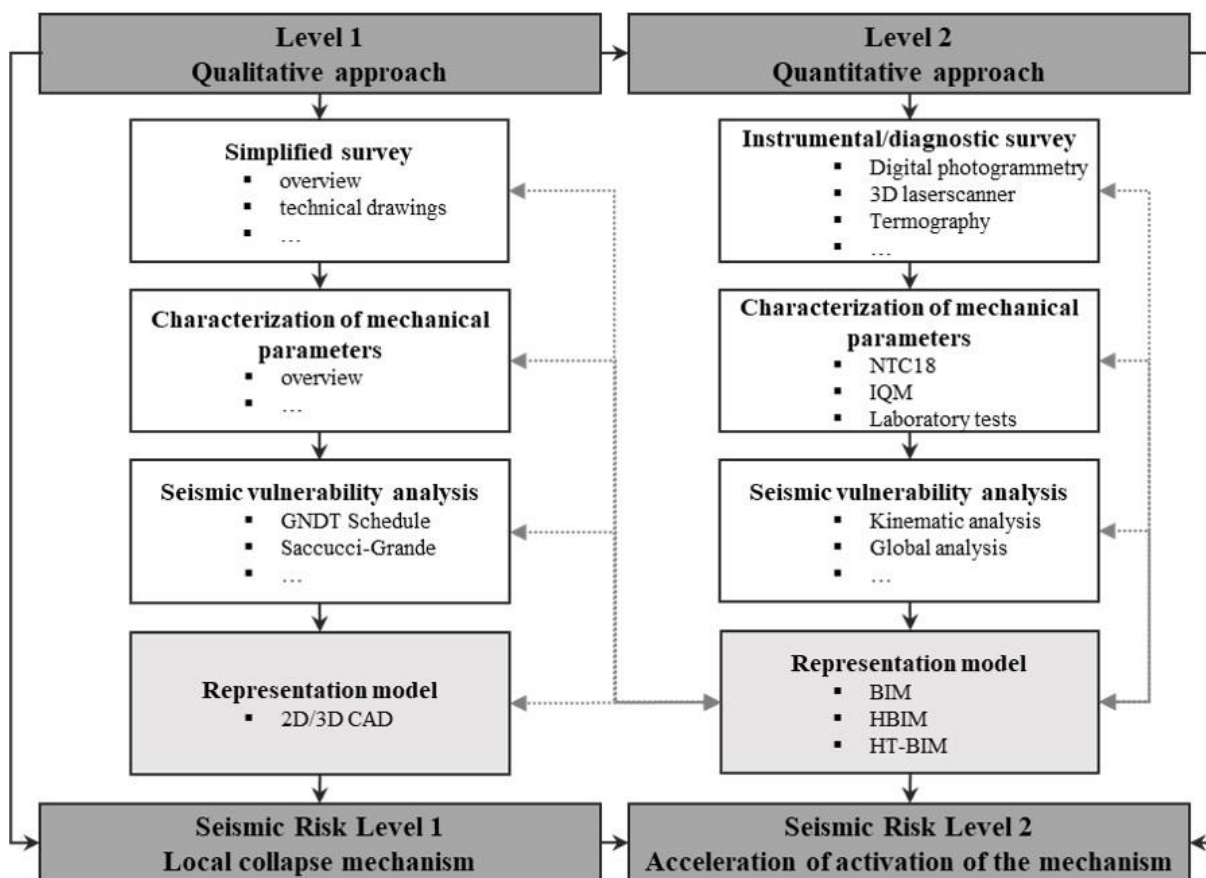 Level 1
Qualitative approach
Simplified survey
▪ overview
▪ technical drawings
▪ …
Characterization of mechanical
parameters
▪ overview
▪ …
Seismic vulnerability analysis
▪ GNDT Schedule
▪ Saccucci-Grande
▪ …
Representation model
▪ 2D/3D CAD
Seismic Risk Level 1
Local collapse mechanism
Level 2
Quantitative approach
Instrumental/diagnostic survey
▪ Digital photogrammetry
▪ 3D laserscanner
▪ Termography
▪ …
Characterization of mechanical
parameters
▪ NTC18
▪ IQM
▪ Laboratory tests
Seismic vulnerability analysis
▪ Kinematic analysis
▪ Global analysis
▪ …
Representation model
▪ BIM
▪ HBIM
▪ HT-BIM
Seismic Risk Level 2
Acceleration of activation of the mechanism